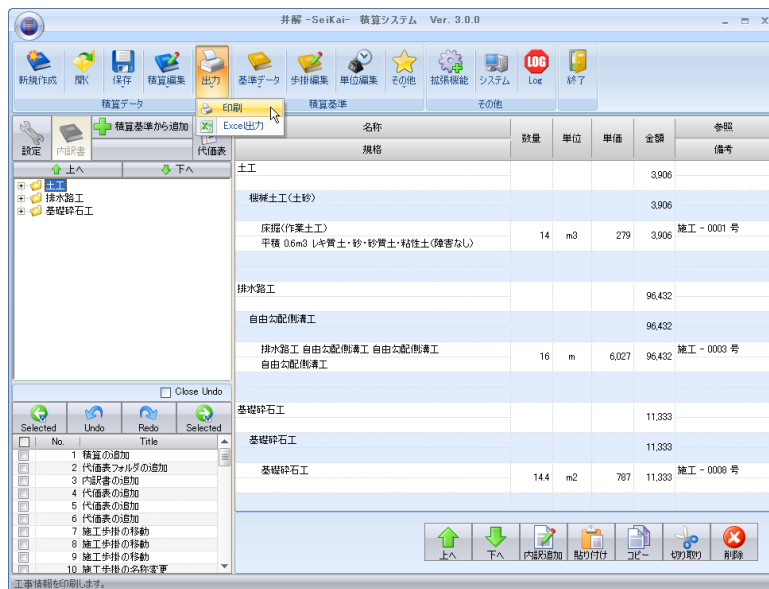 井解 -SeiKai- 積算システム Ver. 3.0.0
新規作成 開く 保存 積算編集 出力 基準データ 歩掛編集 単位編集 その他 拡張機能 システム Log 終了
LOG
積算データ 積算基準 その他
印刷
Excel出力
設定 内訳書 積算基準から追加 代価表
上へ 下へ
土工
排水路工
基礎砕石工
名称 数量 単位 単価 金額 参照
規格 備考
土工
3,906
機械土工(土砂)
3,906
床掘(作業土工) 施工 - 0001 号
14 m3 279 3,906
平積 0.6m3 レキ質土・砂・砂質土・粘性土(障害なし)
排水路工
96,432
自由勾配側溝工
96,432
排水路工 自由勾配側溝工 自由勾配側溝工 施工 - 0003 号
16 m 6,027 96,432
自由勾配側溝工
基礎砕石工
11,333
基礎砕石工
11,333
基礎砕石工 施工 - 0008 号
14.4 m2 787 11,333
Close Undo
Selected Undo Redo Selected
No. Title
1 積算の追加
2 代価表フォルダの追加
3 内訳書の追加
4 代価表の追加
5 代価表の追加
6 代価表の追加
7 施工歩掛の移動
8 施工歩掛の移動
9 施工歩掛の移動
10 施工歩掛の名称変更
上へ 下へ 内訳追加 貼り付け コピー 切り取り 削除
工事情報を印刷します。